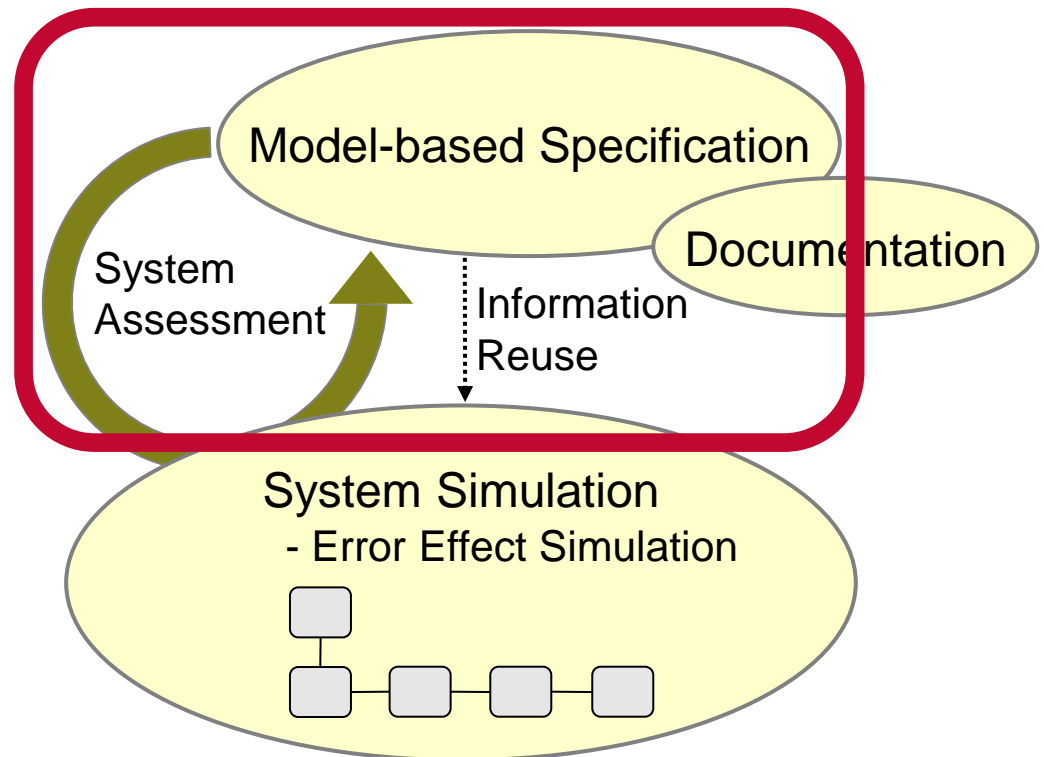 Model-based Specification
Documentation
System
Assessment
Information
Reuse
System Simulation
- Error Effect Simulation